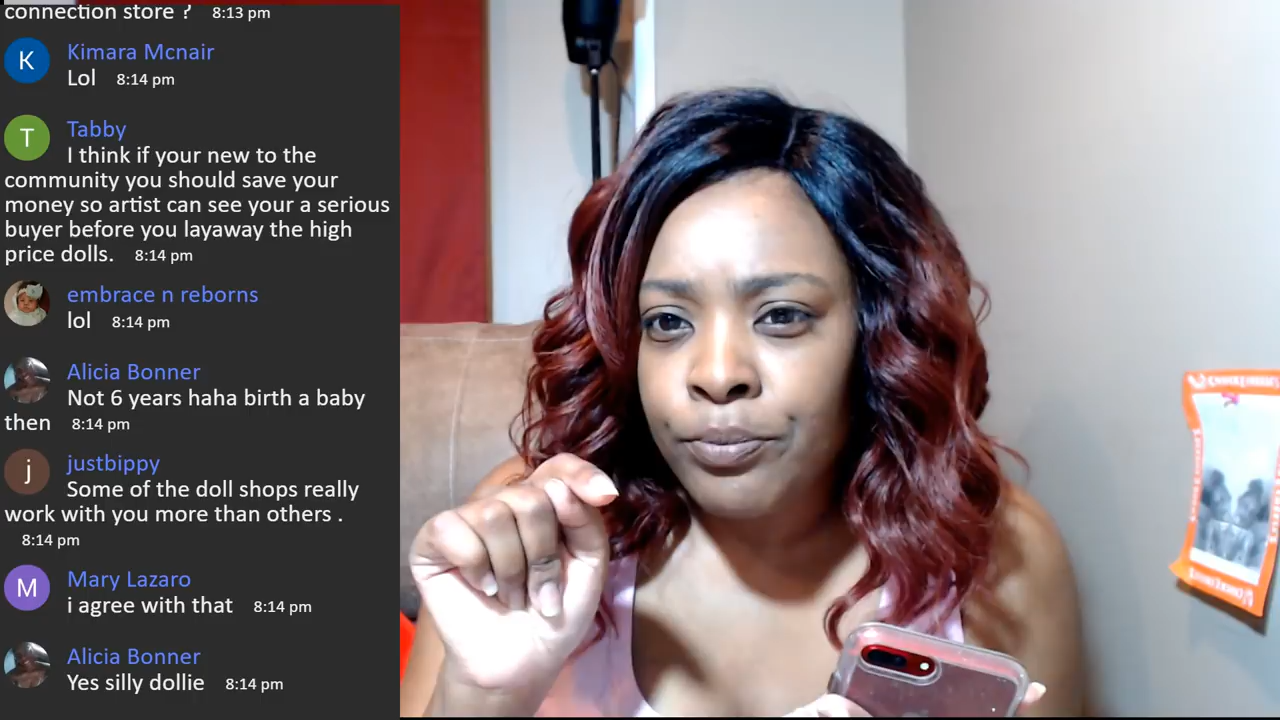 connection store ? 8:13 pm
K
Kimara Mcnair
Lol 8:14 pm
T
Tabby
I think if your new to the
community you should save your
money so artist can see your a serious
buyer before you layaway the high
price dolls. 8:14 pm
embrace n reborns
lol 8:14 pm
Alicia Bonner
Not 6 years haha birth a baby
then 8:14 pm
j
justbippy
Some of the doll shops really
work with you more than others .
8:14 pm
M
Mary Lazaro
i agree with that 8:14 pm
Alicia Bonner
Yes silly dollie 8:14 pm